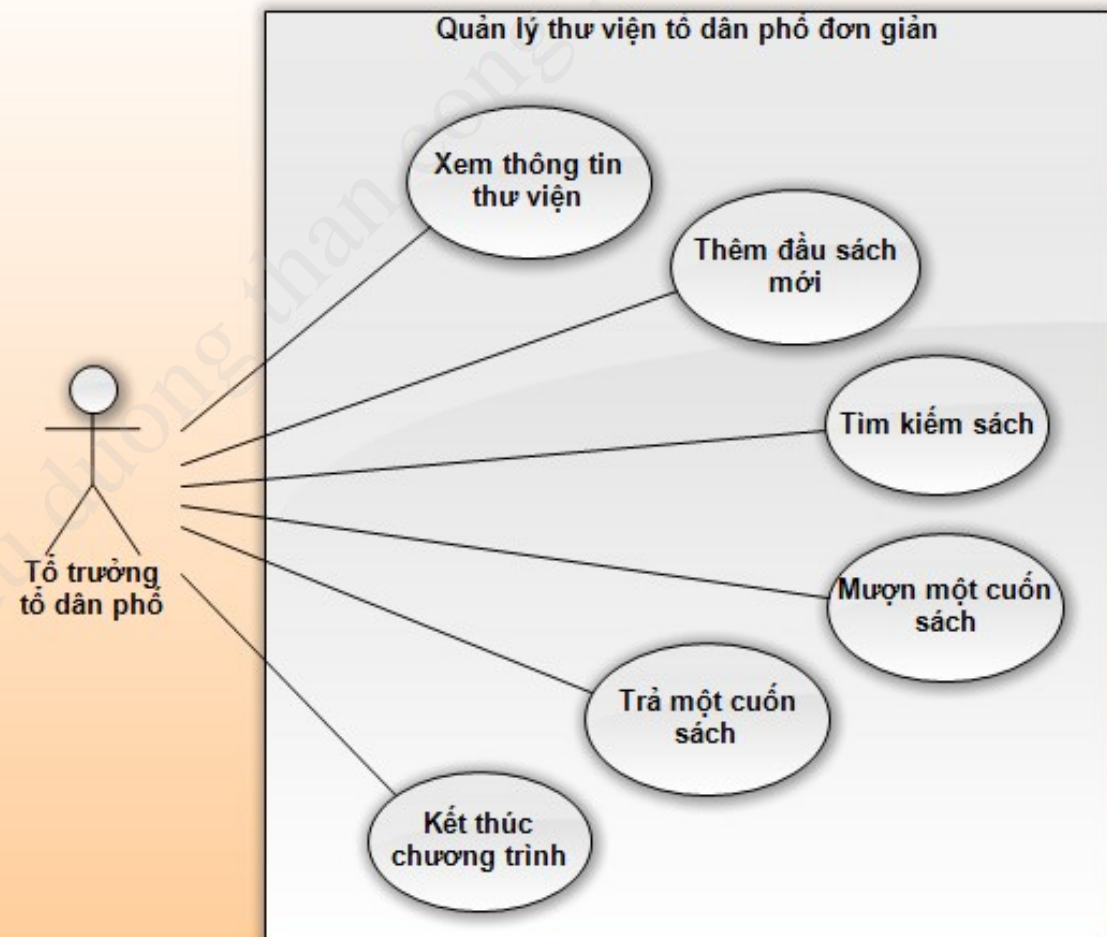 Quản lý thư viện tổ dân phố đơn giản
Xem thông tin
thư viện
Thêm đầu sách
mới
Tìm kiếm sách
Mượn một cuốn
sách
Trả một cuốn
sách
Kết thúc
chương trình
Tổ trưởng
tổ dân phố